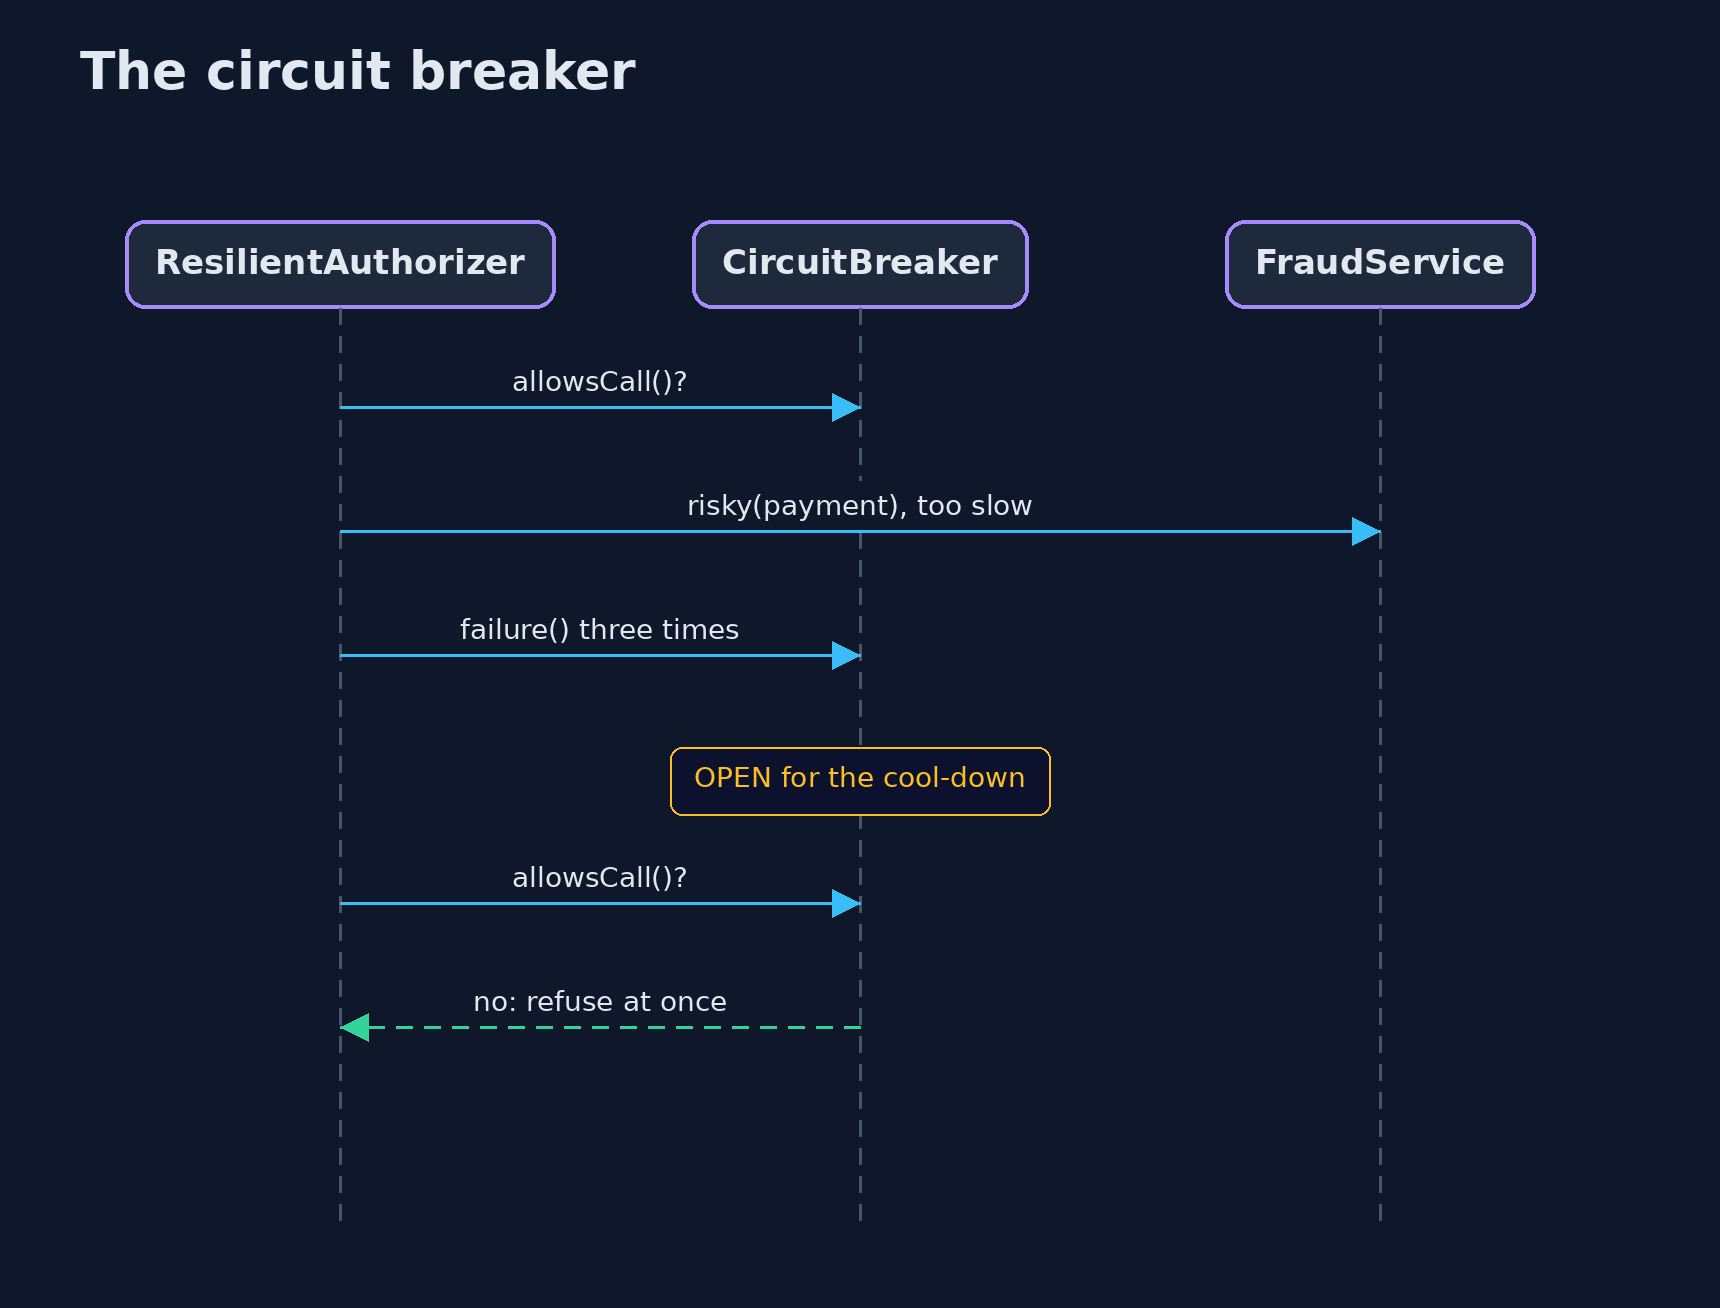 The circuit breaker
ResilientAuthorizer
CircuitBreaker
FraudService
allowsCall()?
risky(payment), too slow
failure() three times
OPEN for the cool-down
allowsCall()?
no: refuse at once